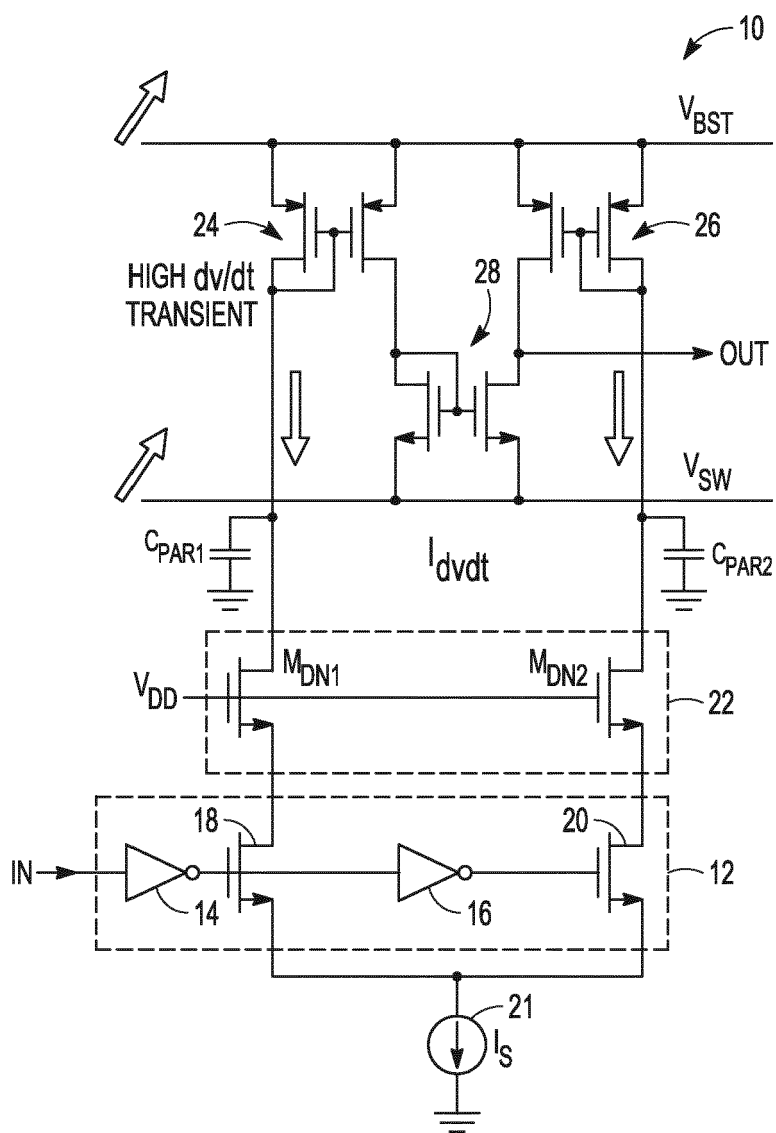 10
V_BST
24
26
HIGH dv/dt
TRANSIENT
28
OUT
V_SW
C_PAR1
I_dvdt
C_PAR2
V_DD
M_DN1
M_DN2
22
18
20
IN
14
16
12
21
I_S